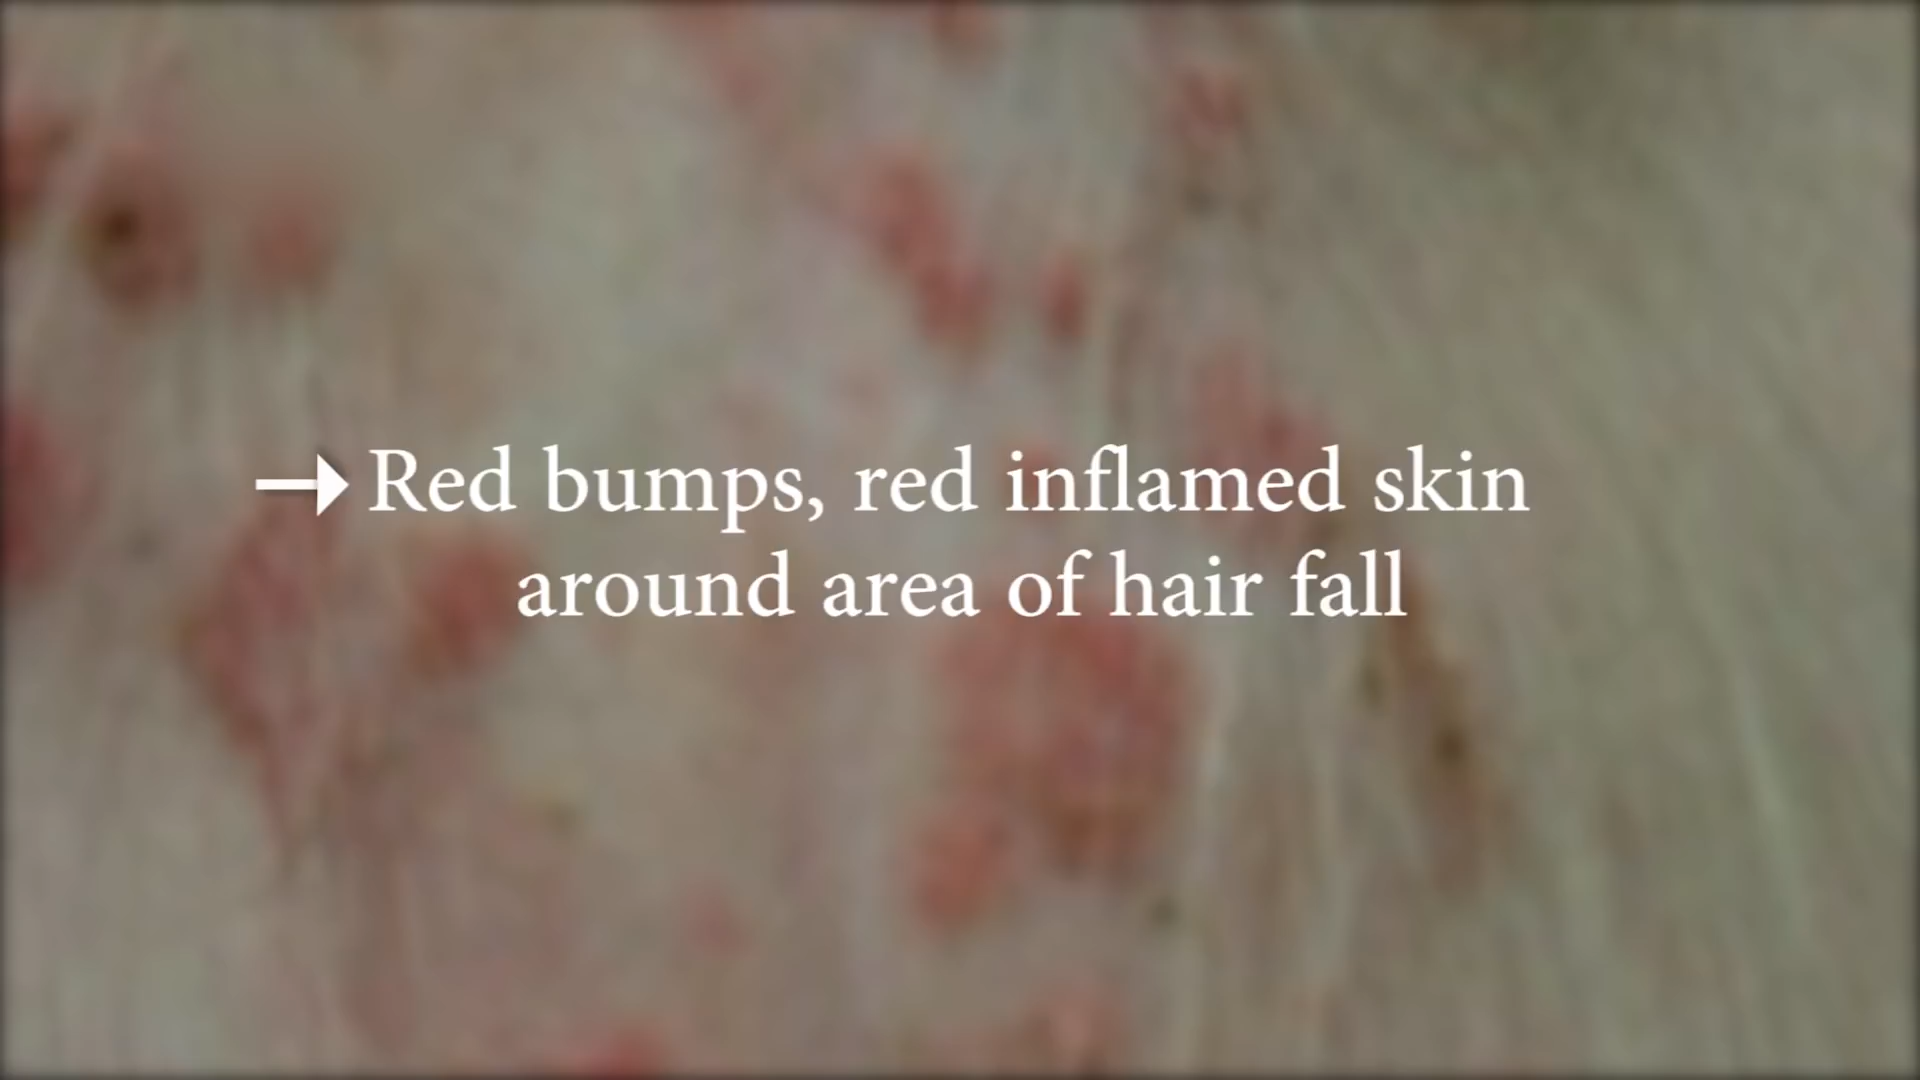 → Red bumps, red inflamed skin
around area of hair fall